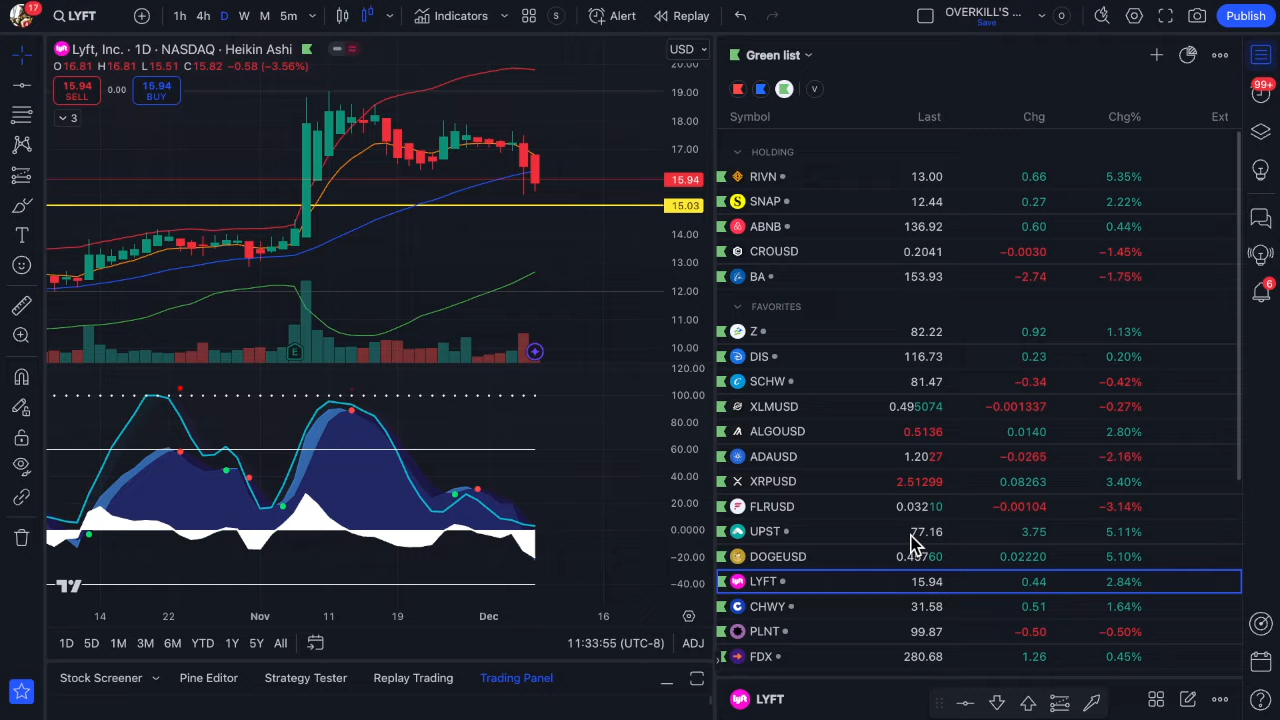 17
LYFT
1h 4h D W M 5m
Indicators
S
Alert
Replay
OVERKILL'S ...
Save
O
Publish
Lyft, Inc. · 1D · NASDAQ · Heikin Ashi
USD
O16.81 H16.81 L15.51 C15.82 −0.58 (−3.56%)
15.94
SELL
0.00
15.94
BUY
3
20.00
19.00
18.00
17.00
15.94
15.03
14.00
13.00
12.00
11.00
10.00
E
120.00
100.00
80.00
60.00
40.00
20.00
0.0000
−20.00
−40.00
14 22 Nov 19 Dec 16
1D 5D 1M 3M 6M YTD 1Y 5Y All
11:33:55 (UTC-8)
ADJ
Stock Screener
Pine Editor
Strategy Tester
Replay Trading
Trading Panel
Green list
V
Symbol Last Chg Chg% Ext
HOLDING
RIVN 13.00 0.66 5.35%
SNAP 12.44 0.27 2.22%
ABNB 136.92 0.60 0.44%
CROUSD 0.2041 −0.0030 −1.45%
BA 153.93 −2.74 −1.75%
FAVORITES
Z 82.22 0.92 1.13%
DIS 116.73 0.23 0.20%
SCHW 81.47 −0.34 −0.42%
XLMUSD 0.495074 −0.001337 −0.27%
ALGOUSD 0.5136 0.0140 2.80%
ADAUSD 1.2027 −0.0265 −2.16%
XRPUSD 2.51299 0.08263 3.40%
FLRUSD 0.03210 −0.00104 −3.14%
UPST 77.16 3.75 5.11%
DOGEUSD 0.02220 5.10%
LYFT 15.94 0.44 2.84%
CHWY 31.58 0.51 1.64%
PLNT 99.87 −0.50 −0.50%
FDX 280.68 1.26 0.45%
LYFT
99+
6